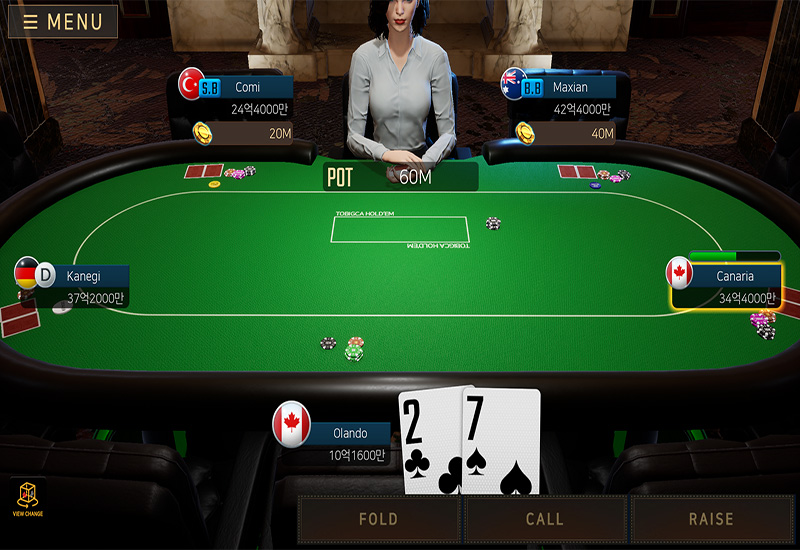 MENU
S.B Comi
24억4000만
20M
B.B Maxian
42억4000만
40M
POT 60M
TOBIGCA HOLD'EM
TOBIGCA HOLD'EM
D Kanegi
37억2000만
Canaria
34억4000만
Olando
10억1600만
2 7
VIEW CHANGE
FOLD CALL RAISE